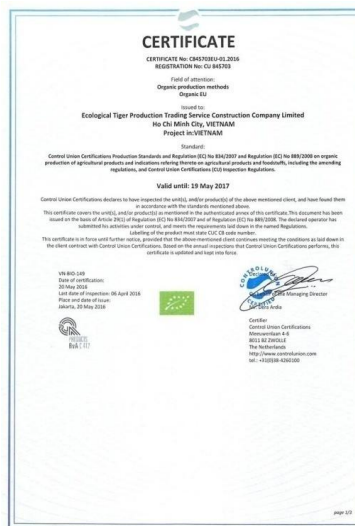 CERTIFICATE
CERTIFICATE No: C845703EU-01.2016
REGISTRATION No: CU 845703
Field of attention:
Organic production methods
Organic EU
Issued to:
Ecological Tiger Production Trading Service Construction Company Limited
Ho Chi Minh City, VIETNAM
Project in:VIETNAM
Standard:
Control Union Certifications Production Standards and Regulation (EC) No 834/2007 and Regulation (EC) No 889/2008 on organic
production of agricultural products and indications refering thereto on agricultural products and foodstuffs, including the amending
regulations, and Control Union Certifications (CU) Inspection Regulations.
Valid until: 19 May 2017
Control Union Certifications declares to have inspected the unit(s), and/or product(s) of the above mentioned client, and have found them
in accordance with the standards mentioned above.
This certificate covers the unit(s), and/or product(s) as mentioned in the authenticated annex of this certificate.This document has been
issued on the basis of Article 29(1) of Regulation (EC) No 834/2007 and of Regulation (EC) No 889/2008. The declared operator has
submitted his activities under control, and meets the requirements laid down in the named Regulations.
Labelling of the product must state CUC CB code number.
This certificate is in force until further notice, provided that the above-mentioned client continues meeting the conditions as laid down in
the client contract with Control Union Certifications. Based on the annual inspections that Control Union Certifications performs, this
certificate is updated and kept into force.
VN-BIO-149
Date of certification:
20 May 2016
Last date of inspection: 06 April 2016
Place and date of issue:
Jakarta, 20 May 2016
PRODUCTS
RvA C 412
Managing Director
Certifier
Control Union Certifications
Meeuwenlaan 4-6
8011 BZ ZWOLLE
The Netherlands
http://www.controlunion.com
tel.: +31(0)38-4260100
page 1/3